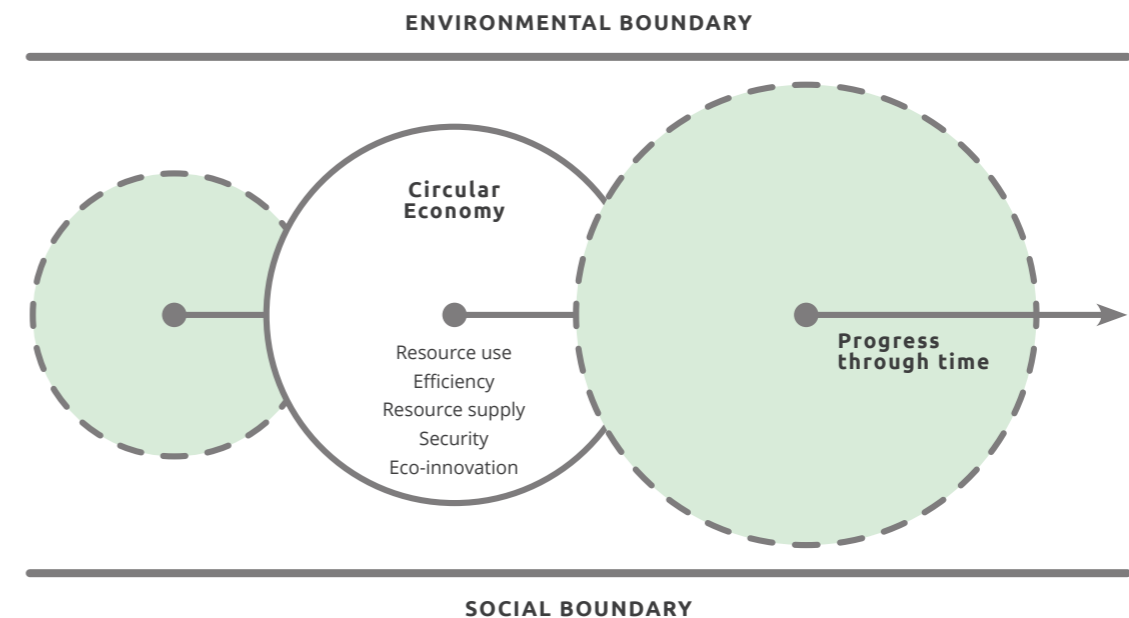 ENVIRONMENTAL BOUNDARY
Circular
Economy
Resource use
Efficiency
Resource supply
Security
Eco-innovation
Progress
through time
SOCIAL BOUNDARY